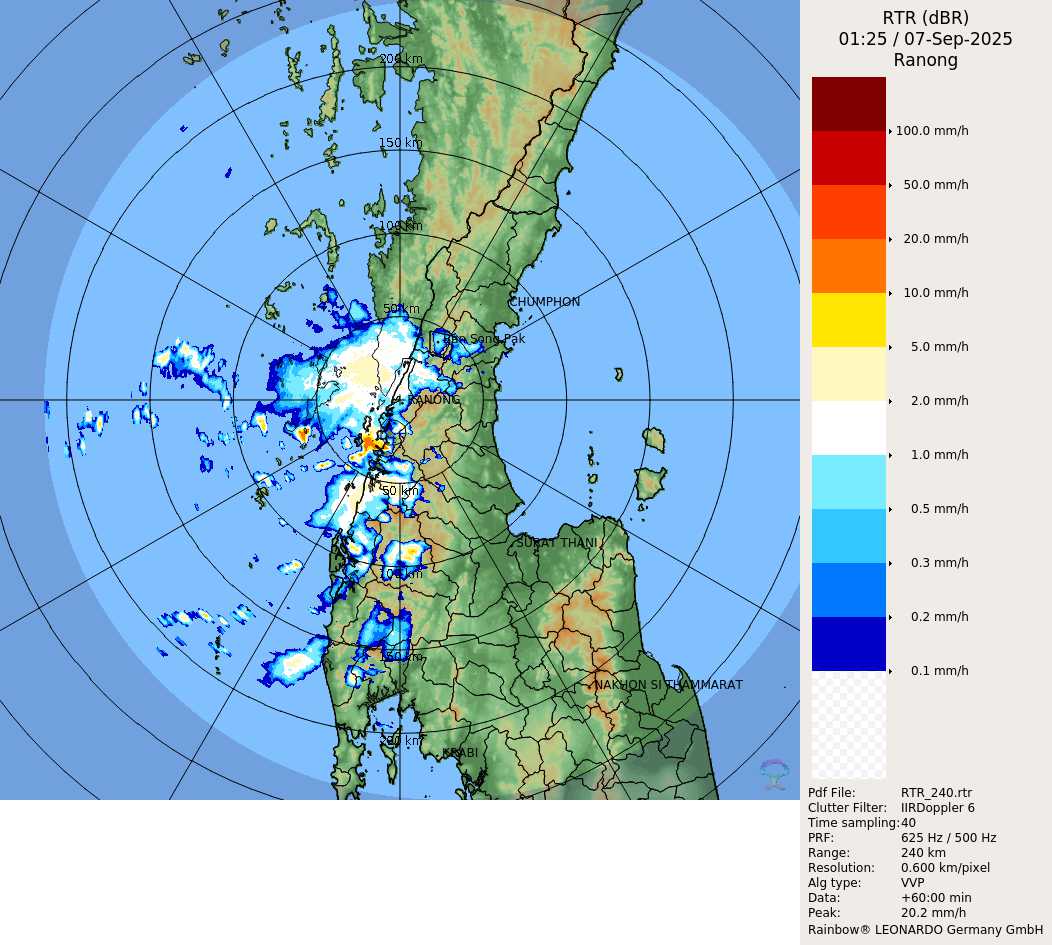 RTR (dBR)
01:25 / 07-Sep-2025
Ranong
100.0 mm/h
50.0 mm/h
20.0 mm/h
10.0 mm/h
5.0 mm/h
2.0 mm/h
1.0 mm/h
0.5 mm/h
0.3 mm/h
0.2 mm/h
0.1 mm/h
Pdf File: RTR_240.rtr
Clutter Filter: IIRDoppler 6
Time sampling: 40
PRF: 625 Hz / 500 Hz
Range: 240 km
Resolution: 0.600 km/pixel
Alg type: VVP
Data: +60:00 min
Peak: 20.2 mm/h
Rainbow® LEONARDO Germany GmbH
200 km
150 km
100 km
CHUMPHON
50 km
Ban Song Pak
RANONG
50 km
SURAT THANI
100 km
150 km
NAKHON SI THAMMARAT
200 km
KRABI